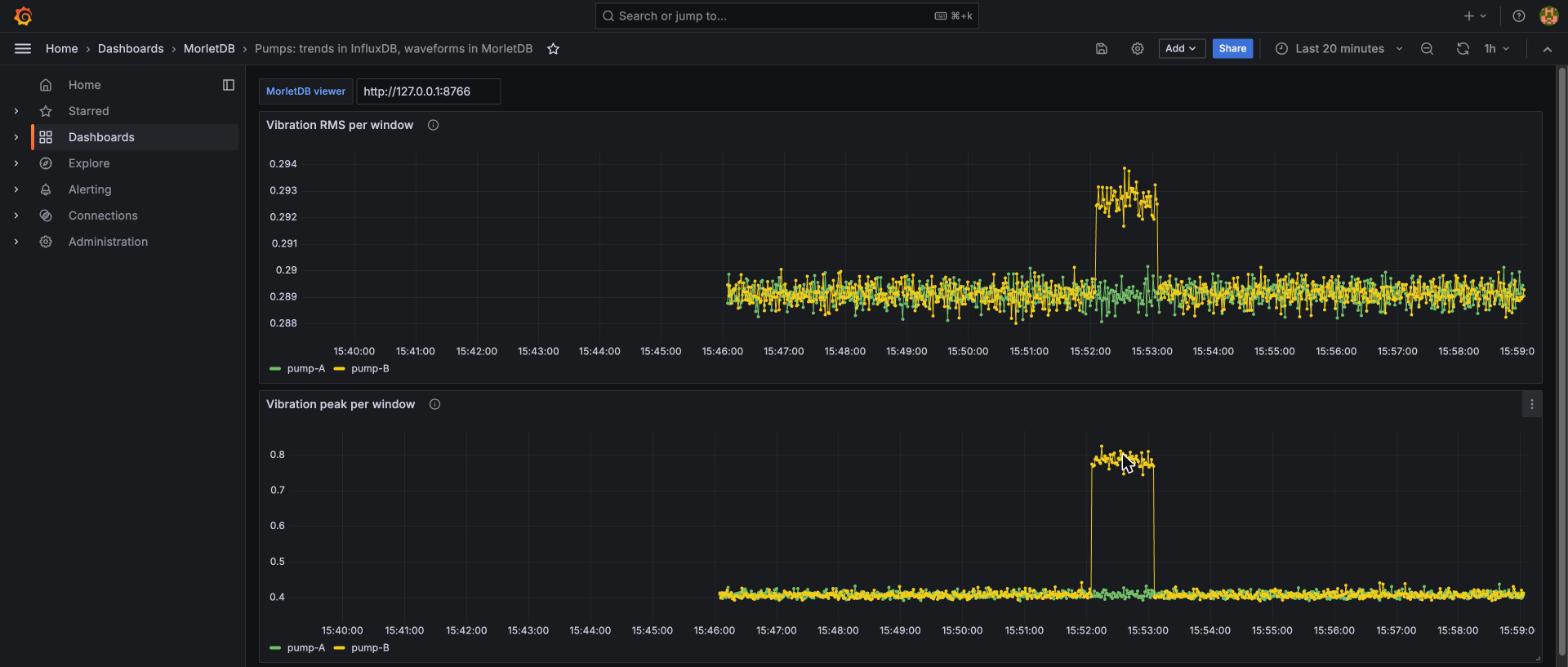 Search or jump to... ⌘+k
Home › Dashboards › MorletDB › Pumps: trends in InfluxDB, waveforms in MorletDB
Add Share Last 20 minutes 1h
Home
Starred
Dashboards
Explore
Alerting
Connections
Administration
MorletDB viewer http://127.0.0.1:8766
Vibration RMS per window
0.294
0.293
0.292
0.291
0.29
0.289
0.288
15:40:00 15:41:00 15:42:00 15:43:00 15:44:00 15:45:00 15:46:00 15:47:00 15:48:00 15:49:00 15:50:00 15:51:00 15:52:00 15:53:00 15:54:00 15:55:00 15:56:00 15:57:00 15:58:00 15:59:0
pump-A pump-B
Vibration peak per window
0.8
0.7
0.6
0.5
0.4
15:40:00 15:41:00 15:42:00 15:43:00 15:44:00 15:45:00 15:46:00 15:47:00 15:48:00 15:49:00 15:50:00 15:51:00 15:52:00 15:53:00 15:54:00 15:55:00 15:56:00 15:57:00 15:58:00 15:59:0
pump-A pump-B